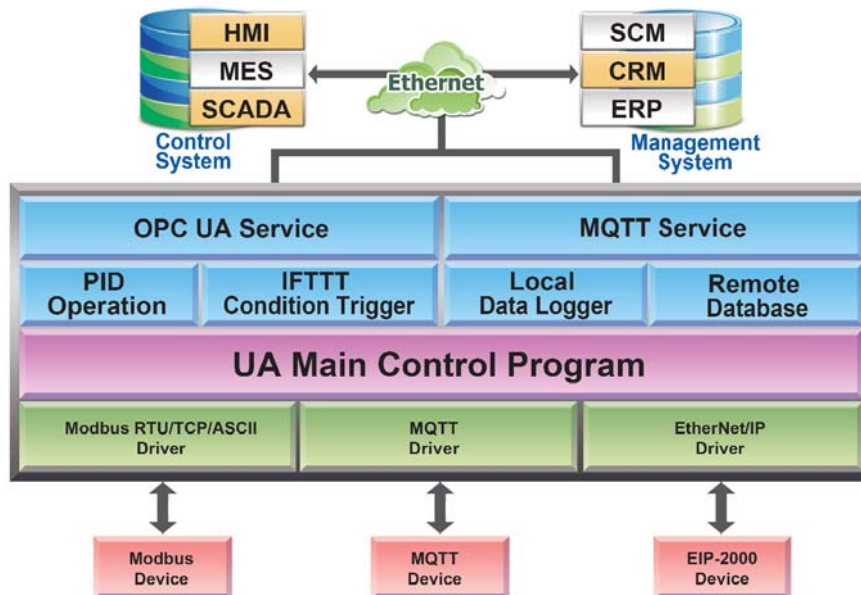 HMI
MES
SCADA
Control
System
Ethernet
SCM
CRM
ERP
Management
System
OPC UA Service
MQTT Service
PID
Operation
IFTTT
Condition Trigger
Local
Data Logger
Remote
Database
UA Main Control Program
Modbus RTU/TCP/ASCII
Driver
MQTT
Driver
EtherNet/IP
Driver
Modbus
Device
MQTT
Device
EIP-2000
Device